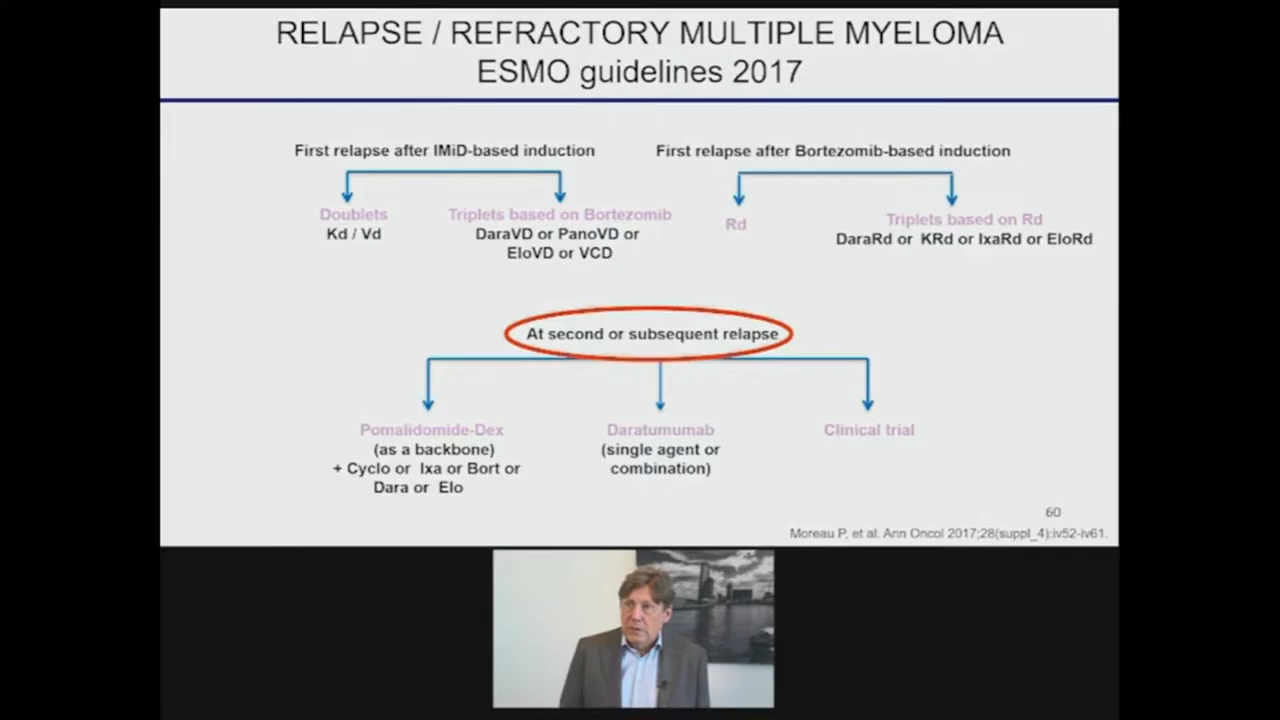 RELAPSE / REFRACTORY MULTIPLE MYELOMA
ESMO guidelines 2017
First relapse after IMiD-based induction
Doublets
Kd / Vd
Triplets based on Bortezomib
DaraVD or PanoVD or
EloVD or VCD
First relapse after Bortezomib-based induction
Rd
Triplets based on Rd
DaraRd or KRd or IxaRd or EloRd
At second or subsequent relapse
Pomalidomide-Dex
(as a backbone)
+ Cyclo or Ixa or Bort or
Dara or Elo
Daratumumab
(single agent or
combination)
Clinical trial
60
Moreau P, et al. Ann Oncol 2017;28(suppl_4):iv52-iv61.